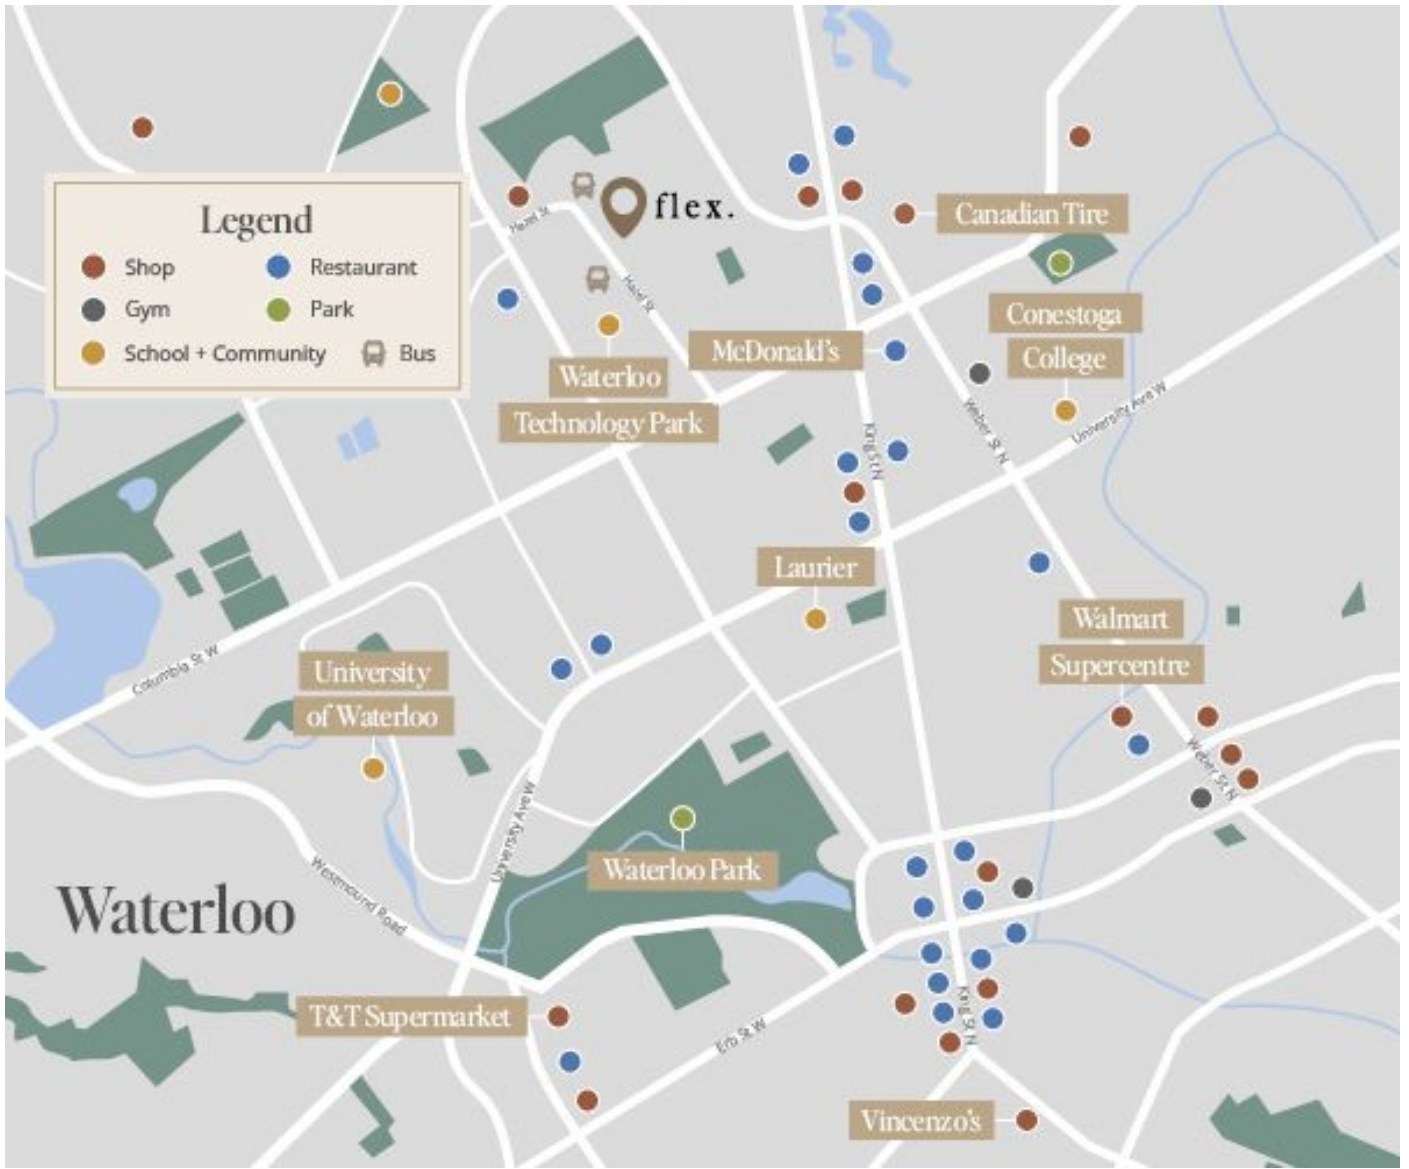 flex.
Hazel St
Canadian Tire
Legend
Shop
Restaurant
Gym
Park
School + Community
Bus
Hazel St
Conestoga
College
McDonald's
Waterloo
Technology Park
Weber St N
University Ave W
King St N
Laurier
Walmart
Supercentre
Columbia St W
University
of Waterloo
Weber St N
University Ave W
Waterloo Park
Westmound Road
Waterloo
T&T Supermarket
King St N
Erb St W
Vincenzo's